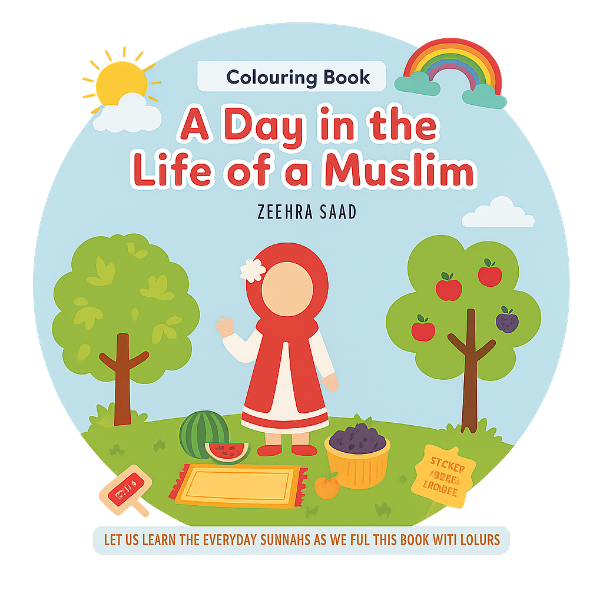 Colouring Book
A Day in the
Life of a Muslim
ZEEHRA SAAD
STCKER
LET US LEARN THE EVERYDAY SUNNAHS AS WE FUL THIS BOOK WITI LOLURS